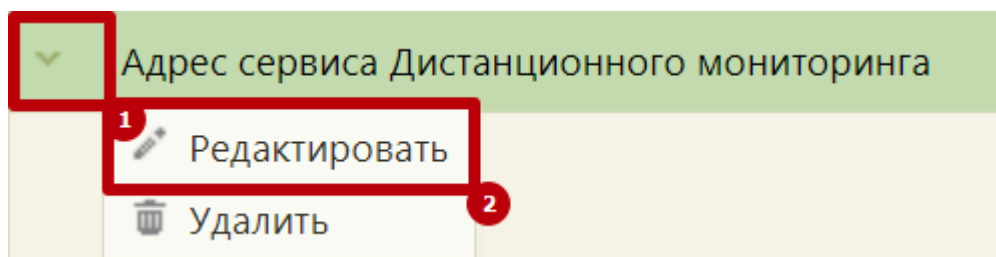 Адрес сервиса Дистанционного мониторинга
1
Редактировать
2
Удалить